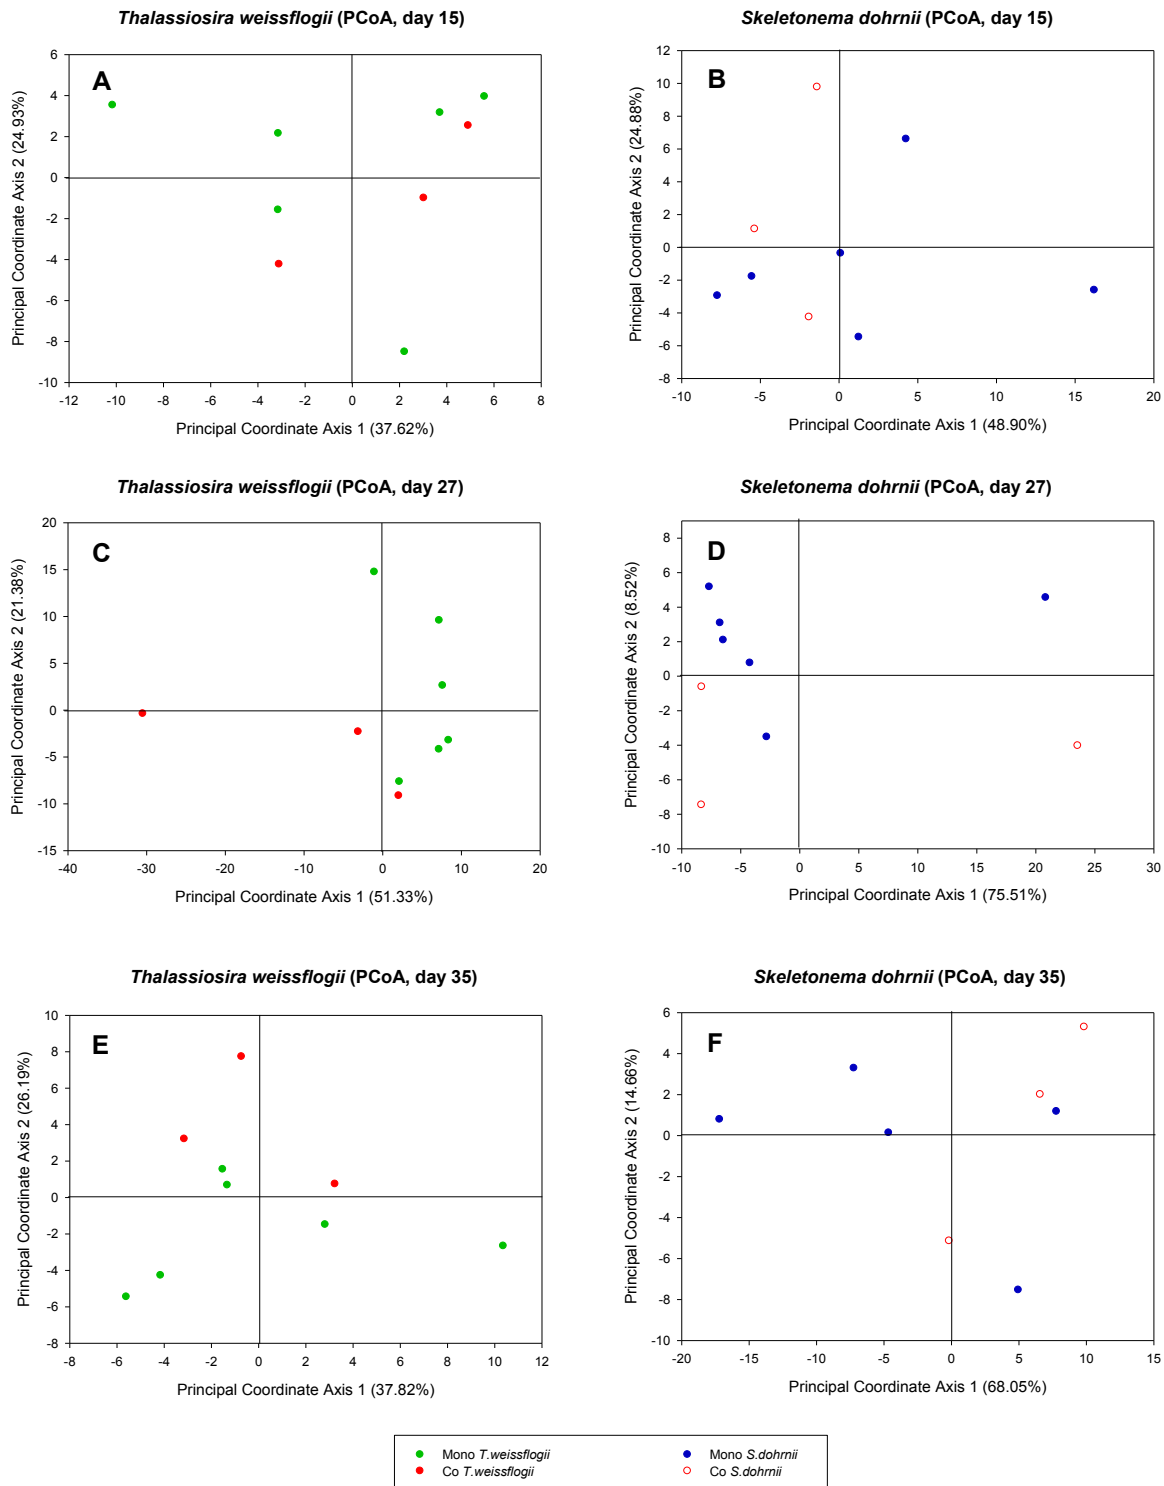 Thalassiosira weissflogii (PCoA, day 15)
A
6
4
2
0
-2
-4
-6
-8
-10
-12 -10 -8 -6 -4 -2 0 2 4 6 8
Principal Coordinate Axis 2 (24.93%)
Principal Coordinate Axis 1 (37.62%)
Skeletonema dohrnii (PCoA, day 15)
B
12
10
8
6
4
2
0
-2
-4
-6
-8
-10 -5 0 5 10 15 20
Principal Coordinate Axis 2 (24.88%)
Principal Coordinate Axis 1 (48.90%)
Thalassiosira weissflogii (PCoA, day 27)
C
20
15
10
5
0
-5
-10
-15
-40 -30 -20 -10 0 10 20
Principal Coordinate Axis 2 (21.38%)
Principal Coordinate Axis 1 (51.33%)
Skeletonema dohrnii (PCoA, day 27)
D
8
6
4
2
0
-2
-4
-6
-8
-10
-10 -5 0 5 10 15 20 25 30
Principal Coordinate Axis 2 (8.52%)
Principal Coordinate Axis 1 (75.51%)
Thalassiosira weissflogii (PCoA, day 35)
E
10
8
6
4
2
0
-2
-4
-6
-8
-8 -6 -4 -2 0 2 4 6 8 10 12
Principal Coordinate Axis 2 (26.19%)
Principal Coordinate Axis 1 (37.82%)
Skeletonema dohrnii (PCoA, day 35)
F
6
4
2
0
-2
-4
-6
-8
-10
-20 -15 -10 -5 0 5 10 15
Principal Coordinate Axis 2 (14.66%)
Principal Coordinate Axis 1 (68.05%)
Mono T.weissflogii
Co T.weissflogii
Mono S.dohrnii
Co S.dohrnii